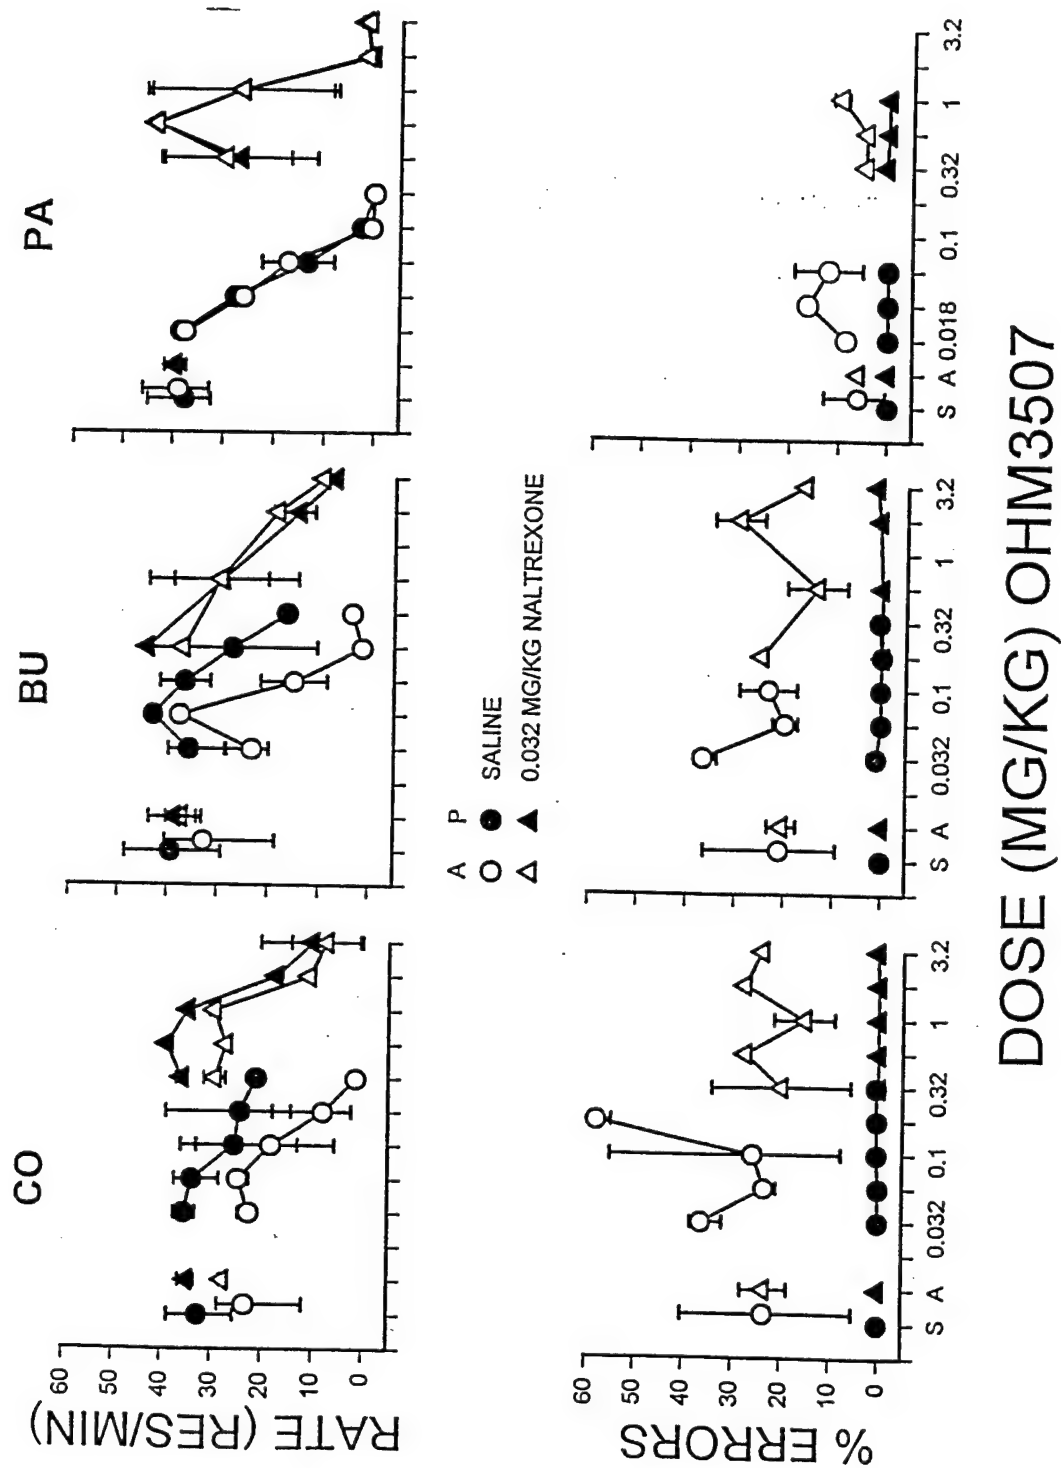 CO BU PA
60
50
40
30
20
10
0
RATE (RES/MIN)
A P
SALINE
0.032 MG/KG NALTREXONE
60
50
40
30
20
10
0
% ERRORS
S A 0.032 0.1 0.32 1 3.2
S A 0.032 0.1 0.32 1 3.2
S A 0.018 0.1 0.32 1 3.2
DOSE (MG/KG) OHM3507